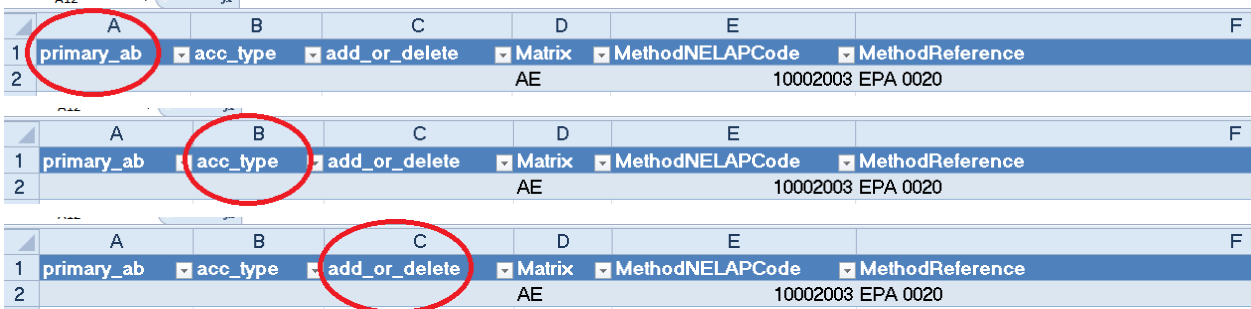 A B C D E F
1 primary_ab acc_type add_or_delete Matrix MethodNELAPCode MethodReference
2 AE 10002003 EPA 0020
A B C D E F
1 primary_ab acc_type add_or_delete Matrix MethodNELAPCode MethodReference
2 AE 10002003 EPA 0020
A B C D E F
1 primary_ab acc_type add_or_delete Matrix MethodNELAPCode MethodReference
2 AE 10002003 EPA 0020